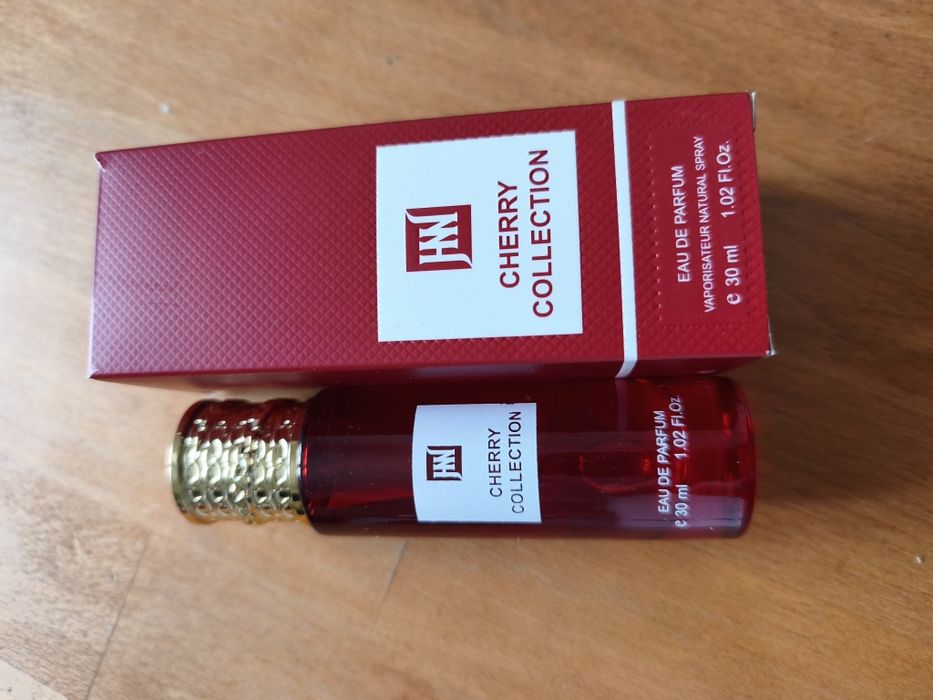 CHERRY
COLLECTION
EAU DE PARFUM
VAPORISATEUR NATURAL SPRAY
e 30 ml 1.02 Fl.Oz.
CHERRY
COLLECTION
EAU DE PARFUM
e 30 ml 1.02 Fl.Oz.